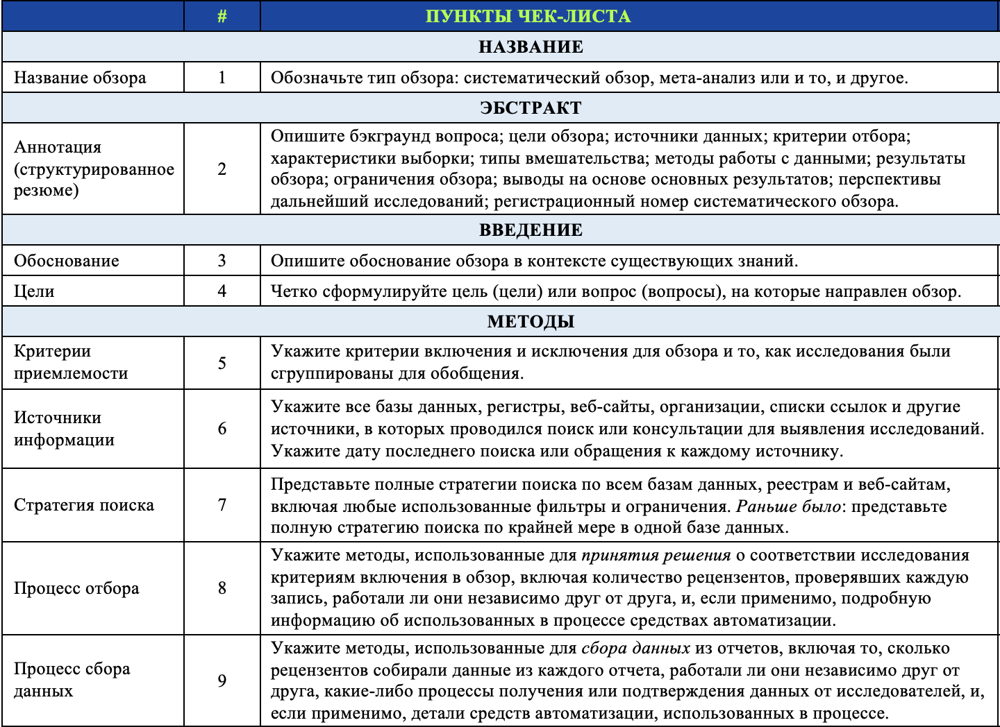 # ПУНКТЫ ЧЕК-ЛИСТА
НАЗВАНИЕ
Название обзора 1 Обозначьте тип обзора: систематический обзор, мета-анализ или и то, и другое.
ЭБСТРАКТ
Аннотация
(структурированное
резюме)
2
Опишите бэкграунд вопроса; цели обзора; источники данных; критерии отбора;
характеристики выборки; типы вмешательства; методы работы с данными; результаты
обзора; ограничения обзора; выводы на основе основных результатов; перспективы
дальнейший исследований; регистрационный номер систематического обзора.
ВВЕДЕНИЕ
Обоснование 3 Опишите обоснование обзора в контексте существующих знаний.
Цели 4 Четко сформулируйте цель (цели) или вопрос (вопросы), на которые направлен обзор.
МЕТОДЫ
Критерии
приемлемости
5
Укажите критерии включения и исключения для обзора и то, как исследования были
сгруппированы для обобщения.
Источники
информации
6
Укажите все базы данных, регистры, веб-сайты, организации, списки ссылок и другие
источники, в которых проводился поиск или консультации для выявления исследований.
Укажите дату последнего поиска или обращения к каждому источнику.
Стратегия поиска
7
Представьте полные стратегии поиска по всем базам данных, реестрам и веб-сайтам,
включая любые использованные фильтры и ограничения. Раньше было: представьте
полную стратегию поиска по крайней мере в одной базе данных.
Процесс отбора
8
Укажите методы, использованные для принятия решения о соответствии исследования
критериям включения в обзор, включая количество рецензентов, проверявших каждую
запись, работали ли они независимо друг от друга, и, если применимо, подробную
информацию об использованных в процессе средствах автоматизации.
Процесс сбора
данных
9
Укажите методы, использованные для сбора данных из отчетов, включая то, сколько
рецензентов собирали данные из каждого отчета, работали ли они независимо друг от
друга, какие-либо процессы получения или подтверждения данных от исследователей, и,
если применимо, детали средств автоматизации, использованных в процессе.